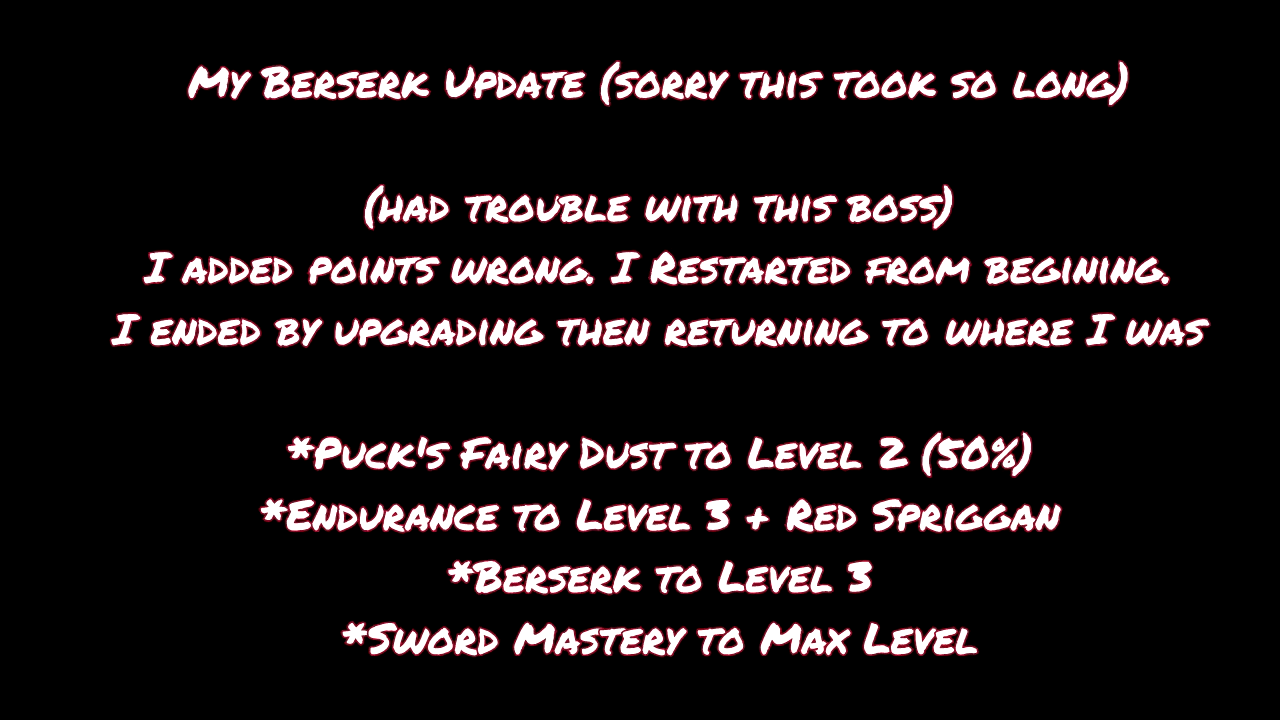 My Berserk Update (sorry this took so long)
(had trouble with this boss)
I added points wrong. I Restarted from begining.
I ended by upgrading then returning to where I was
*Puck's Fairy Dust to Level 2 (50%)
*Endurance to Level 3 + Red Spriggan
*Berserk to Level 3
*Sword Mastery to Max Level